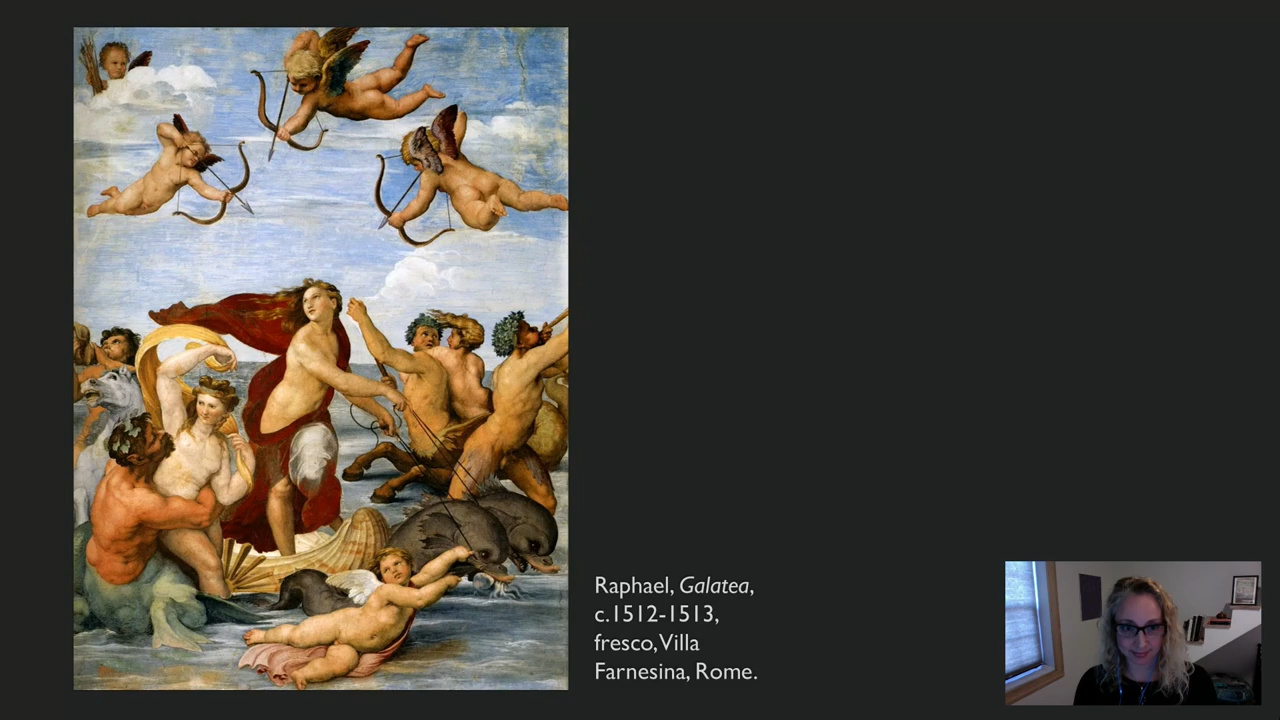 Raphael, Galatea,
c.1512-1513,
fresco, Villa
Farnesina, Rome.